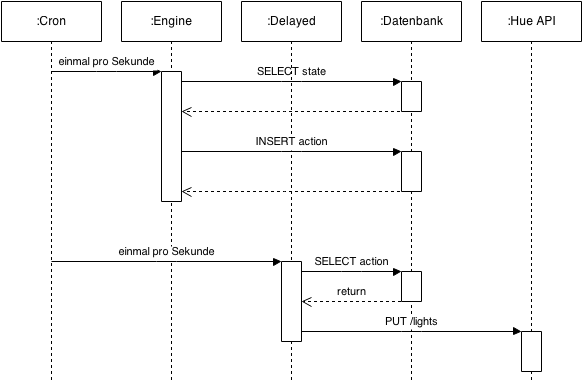 :Cron
:Engine
:Delayed
:Datenbank
:Hue API
einmal pro Sekunde
SELECT state
INSERT action
einmal pro Sekunde
SELECT action
return
PUT /lights